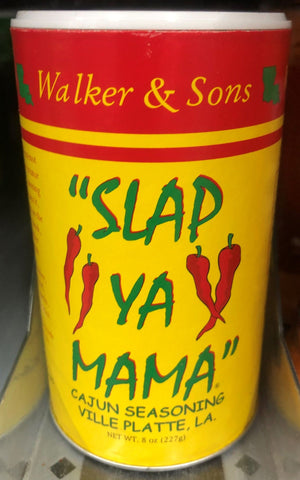 Walker & Sons
"SLAP
YA
MAMA"®
CAJUN SEASONING
VILLE PLATTE, LA.
NET WT. 8 oz (227g)